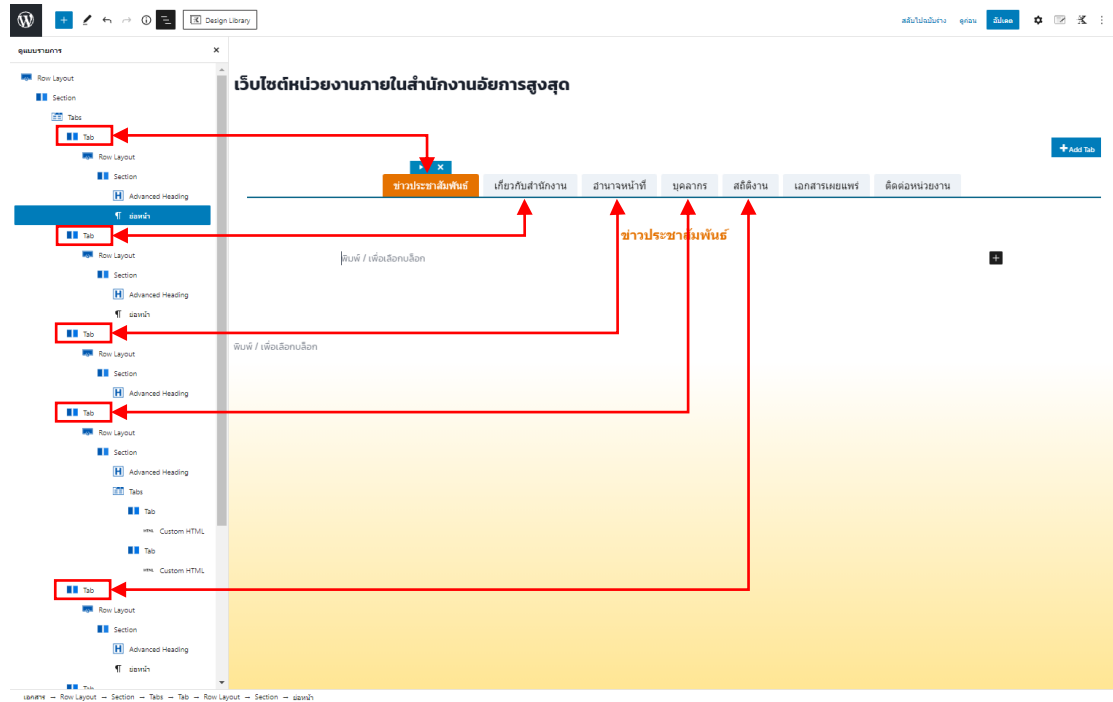 Design Library
สลับไปฉบับร่าง ดูก่อน อัปเดต
ดูแบบรายการ
Row Layout
Section
Tabs
Tab
Row Layout
Section
Advanced Heading
ย่อหน้า
Tab
Row Layout
Section
Advanced Heading
ย่อหน้า
Tab
Row Layout
Section
Advanced Heading
Tab
Row Layout
Section
Advanced Heading
Tabs
Tab
HTML Custom HTML
Tab
HTML Custom HTML
Tab
Row Layout
Section
Advanced Heading
ย่อหน้า
Tab
เว็บไซต์หน่วยงานภายในสำนักงานอัยการสูงสุด
Add Tab
ข่าวประชาสัมพันธ์ เกี่ยวกับสำนักงาน อำนาจหน้าที่ บุคลากร สถิติงาน เอกสารเผยแพร่ ติดต่อหน่วยงาน
ข่าวประชาสัมพันธ์
พิมพ์ / เพื่อเลือกบล็อก
พิมพ์ / เพื่อเลือกบล็อก
เอกสาร → Row Layout → Section → Tabs → Tab → Row Layout → Section → ย่อหน้า